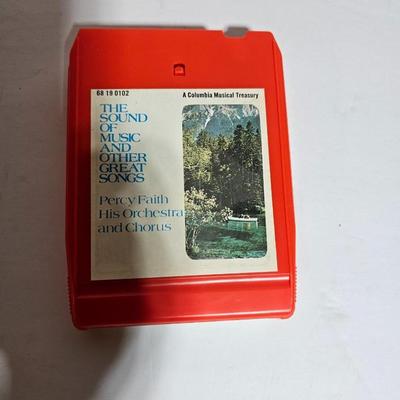 68 19 0102
A Columbia Musical Treasury
THE
SOUND
OF
MUSIC
AND
OTHER
GREAT
SONGS
Percy Faith
His Orchestra
and Chorus